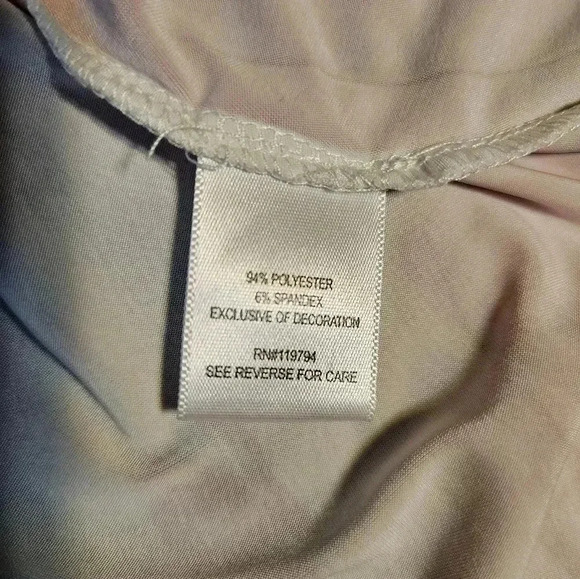 94% POLYESTER
6% SPANDEX
EXCLUSIVE OF DECORATION
RN#119794
SEE REVERSE FOR CARE